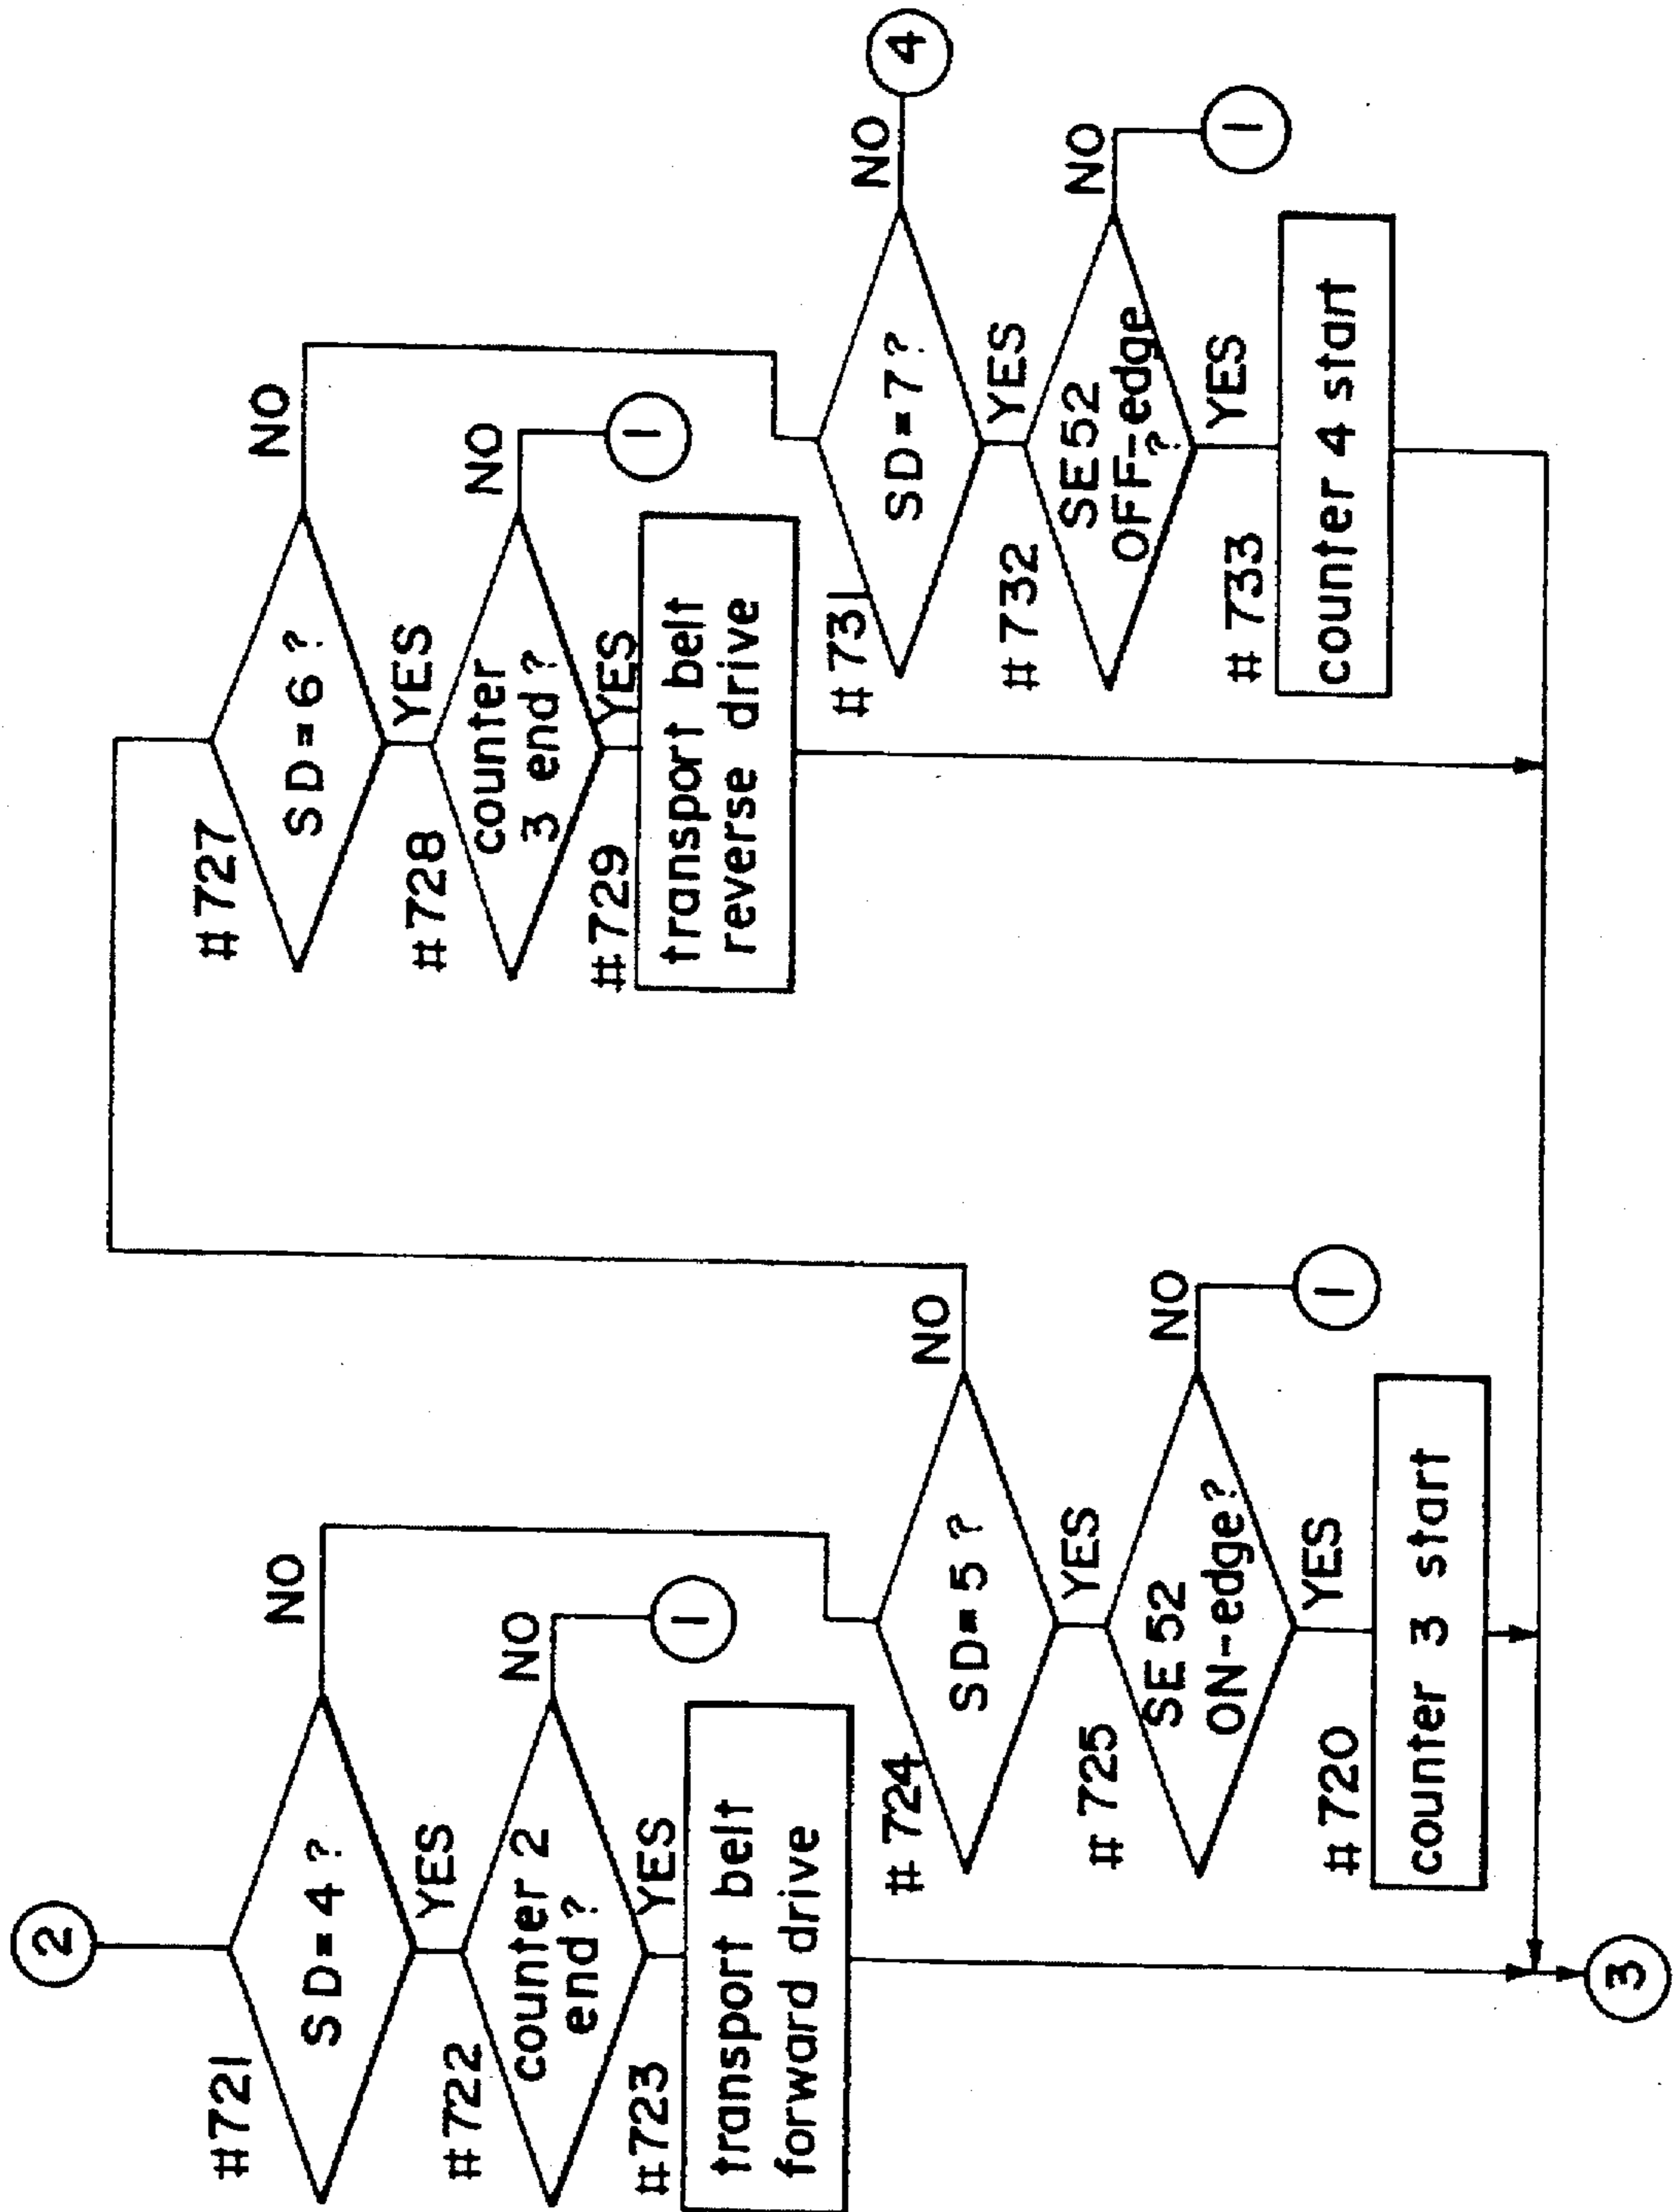 2
#721
SD=4?
NO
YES
#722
counter 2
end?
NO
1
YES
#723
transport belt
forward drive
#724
SD=5?
NO
YES
#725
SE52
ON-edge?
NO
1
YES
#720
counter 3 start
3
#727
SD=6?
NO
YES
#728
counter
3 end?
NO
1
YES
#729
transport belt
reverse drive
#731
SD=7?
NO
4
YES
#732
SE52
OFF-edge
?
NO
1
YES
#733
counter 4 start